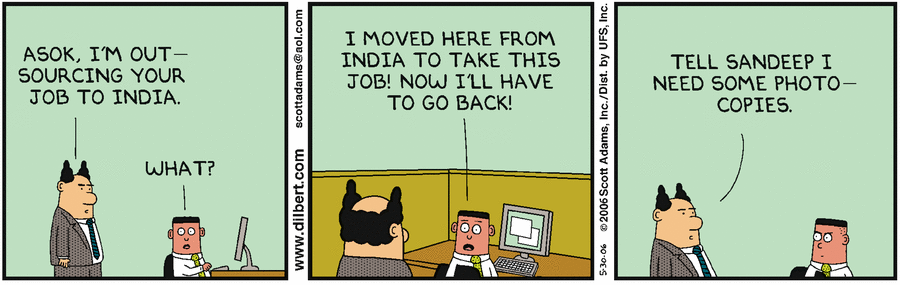 ASOK, I'M OUT—
SOURCING YOUR
JOB TO INDIA.
WHAT?
www.dilbert.com scottadams@aol.com
I MOVED HERE FROM
INDIA TO TAKE THIS
JOB! NOW I'LL HAVE
TO GO BACK!
5-30-06 ©2006 Scott Adams, Inc./Dist. by UFS, Inc.
TELL SANDEEP I
NEED SOME PHOTO—
COPIES.